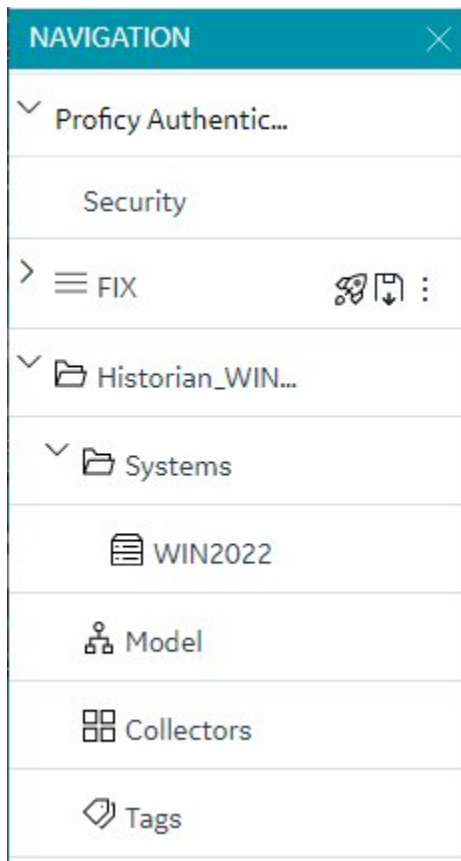 NAVIGATION
Proficy Authentic...
Security
FIX
Historian_WIN...
Systems
WIN2022
Model
Collectors
Tags